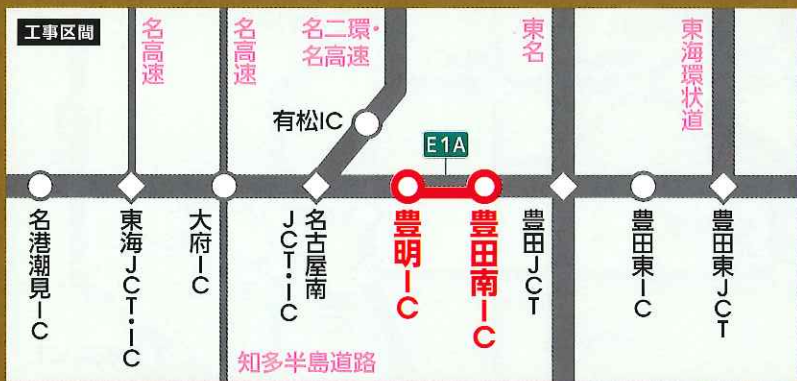 工事区間
名高速
名高速
名二環・
名高速
東名
東海環状道
有松IC
E1A
名港潮見IC
東海JCT・IC
大府IC
名古屋南
JCT・IC
豊明IC
豊田南IC
豊田JCT
豊田東IC
豊田東JCT
知多半島道路